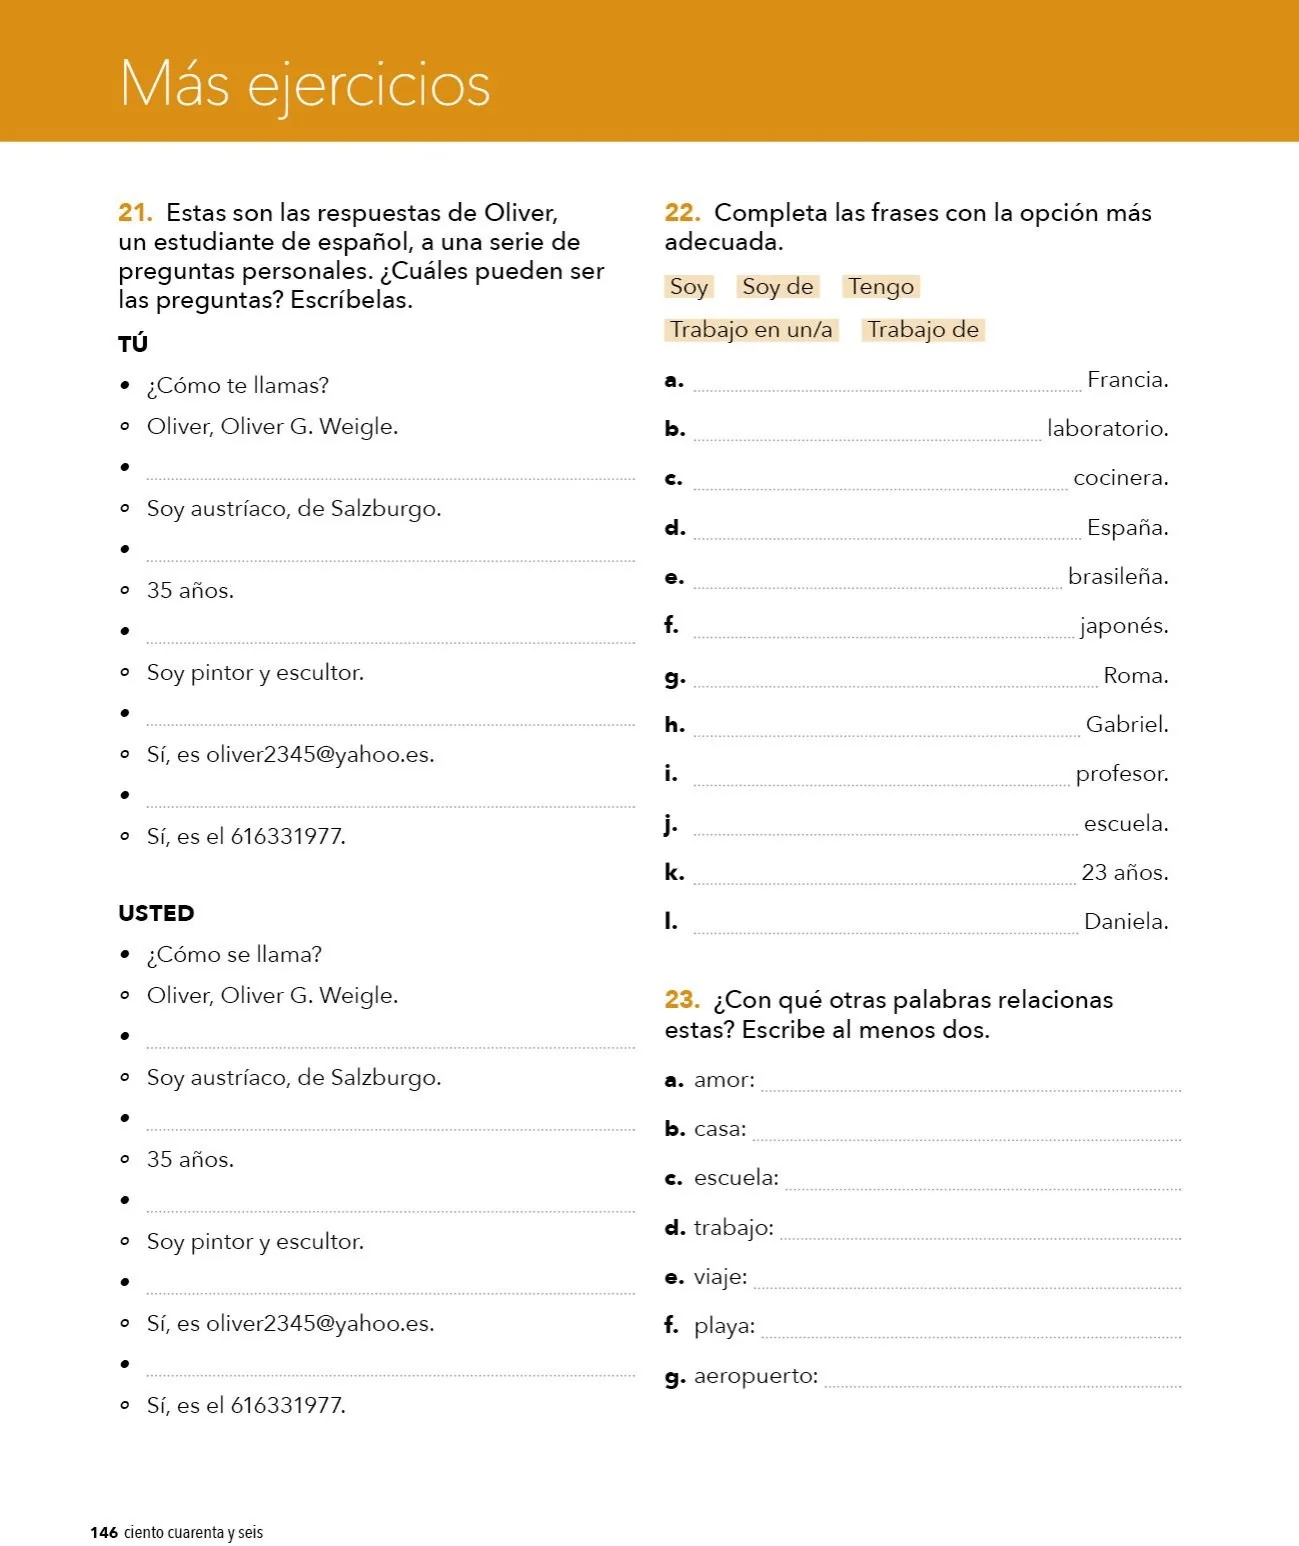 Más ejercicios
21. Estas son las respuestas de Oliver,
un estudiante de español, a una serie de
preguntas personales. ¿Cuáles pueden ser
las preguntas? Escríbelas.
TÚ
• ¿Cómo te llamas?
○ Oliver, Oliver G. Weigle.
•
○ Soy austríaco, de Salzburgo.
•
○ 35 años.
•
○ Soy pintor y escultor.
•
○ Sí, es oliver2345@yahoo.es.
•
○ Sí, es el 616331977.
USTED
• ¿Cómo se llama?
○ Oliver, Oliver G. Weigle.
•
○ Soy austríaco, de Salzburgo.
•
○ 35 años.
•
○ Soy pintor y escultor.
•
○ Sí, es oliver2345@yahoo.es.
•
○ Sí, es el 616331977.
22. Completa las frases con la opción más
adecuada.
Soy Soy de Tengo
Trabajo en un/a Trabajo de
a. Francia.
b. laboratorio.
c. cocinera.
d. España.
e. brasileña.
f. japonés.
g. Roma.
h. Gabriel.
i. profesor.
j. escuela.
k. 23 años.
l. Daniela.
23. ¿Con qué otras palabras relacionas
estas? Escribe al menos dos.
a. amor:
b. casa:
c. escuela:
d. trabajo:
e. viaje:
f. playa:
g. aeropuerto:
146 ciento cuarenta y seis